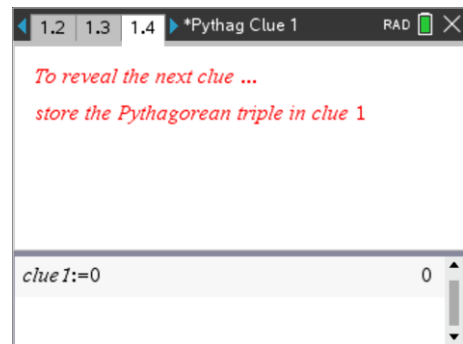 1.2 1.3 1.4 *Pythag Clue 1 RAD
To reveal the next clue ...
store the Pythagorean triple in clue 1
clue1:=0 0